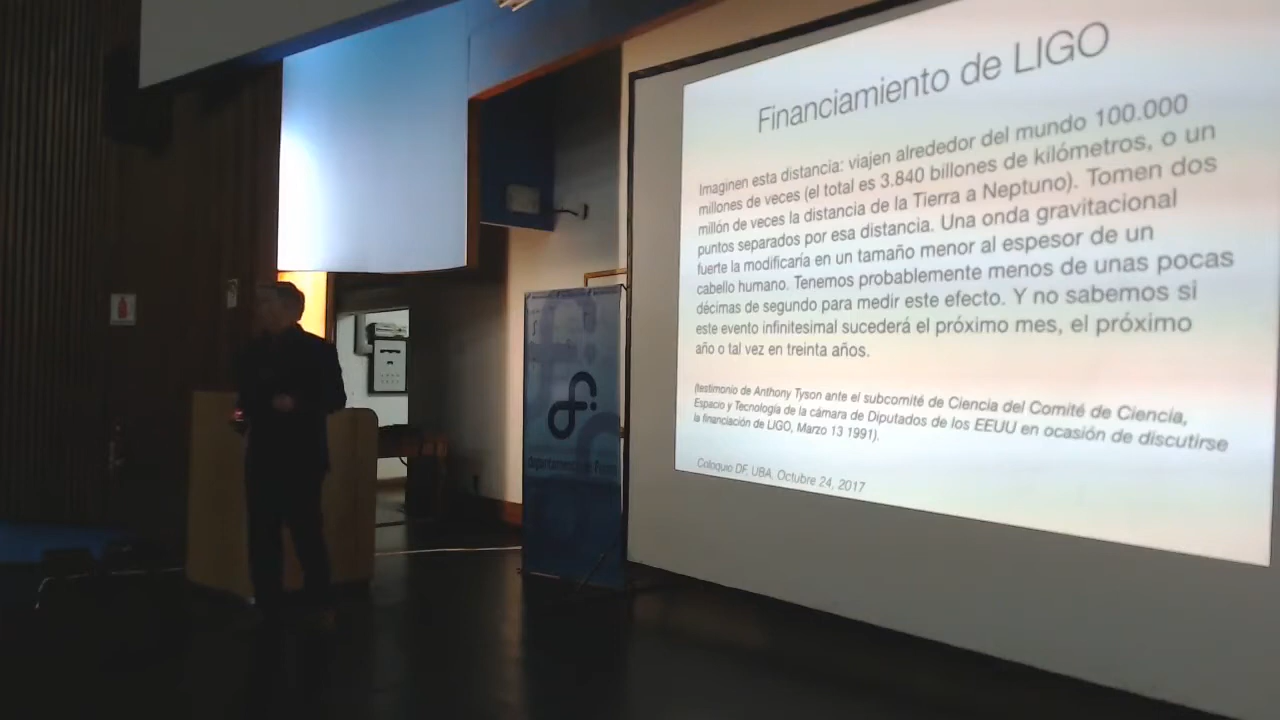 Financiamiento de LIGO
Imaginen esta distancia: viajen alrededor del mundo 100.000
millones de veces (el total es 3.840 billones de kilómetros, o un
millón de veces la distancia de la Tierra a Neptuno). Tomen dos
puntos separados por esa distancia. Una onda gravitacional
fuerte la modificaría en un tamaño menor al espesor de un
cabello humano. Tenemos probablemente menos de unas pocas
décimas de segundo para medir este efecto. Y no sabemos si
este evento infinitesimal sucederá el próximo mes, el próximo
año o tal vez en treinta años.
(testimonio de Anthony Tyson ante el subcomité de Ciencia del Comité de Ciencia,
Espacio y Tecnología de la cámara de Diputados de los EEUU en ocasión de discutirse
la financiación de LIGO, Marzo 13 1991).
Coloquio DF, UBA, Octubre 24, 2017
df
departamento de Física